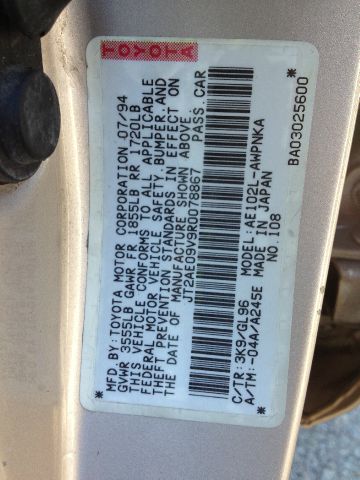 TOYOTA
MFD.BY:TOYOTA MOTOR CORPORATION 07/94
GVWR 3555LB GAWR FR 1855LB RR 1720LB
THIS VEHICLE CONFORMS TO ALL APPLICABLE
FEDERAL MOTOR VEHICLE SAFETY, BUMPER, AND
THEFT PREVENTION STANDARDS IN EFFECT ON
THE DATE OF MANUFACTURE SHOWN ABOVE.
JT2AE09V9R0078867 PASS.CAR
C/TR:3K9/GL96 MODEL:AE102L-AWPNKA
A/TM:-04A/A245E MADE IN JAPAN
NO.108 BA03025600